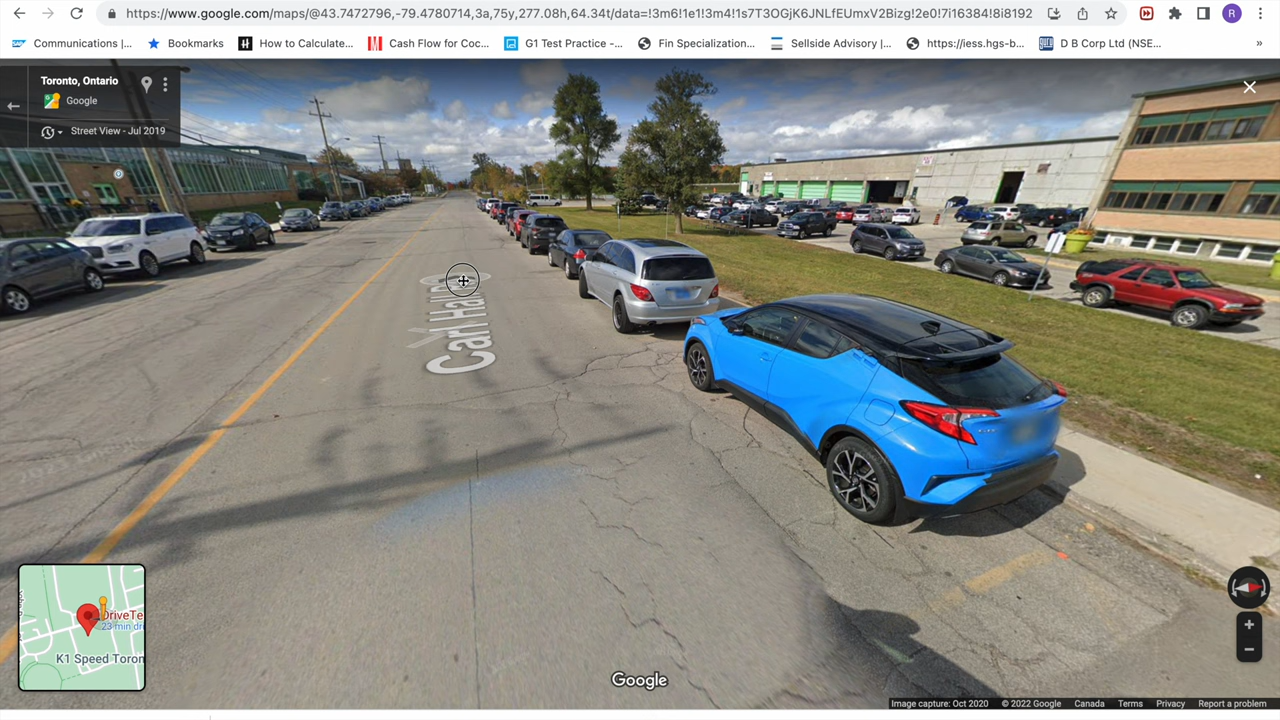 https://www.google.com/maps/@43.7472796,-79.4790714,3a,75y,277.08h,64.34t/data=!3m6!1e1!3m4!1s7T3OGjK6JNLfEUmxV2Bizg!2e0!7i16384!8i8192
R
Communications |... Bookmarks How to Calculate... Cash Flow for Coc... G1 Test Practice -... Fin Specialization... Sellside Advisory |... https://iess.hgs-b... D B Corp Ltd (NSE... »
Toronto, Ontario
Google
Street View - Jul 2019
Carl Hall
DriveTe
23 min dri
K1 Speed Toron
Google
Image capture: Oct 2020 © 2022 Google Canada Terms Privacy Report a problem